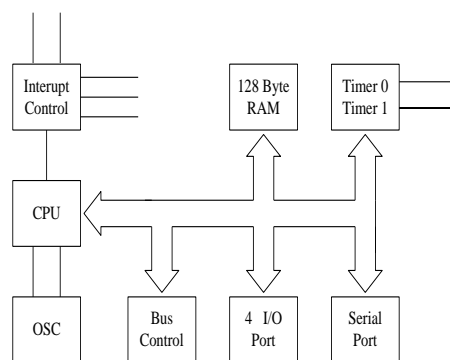 Interupt
Control
128 Byte
RAM
Timer 0
Timer 1
CPU
OSC
Bus
Control
4 I/O
Port
Serial
Port